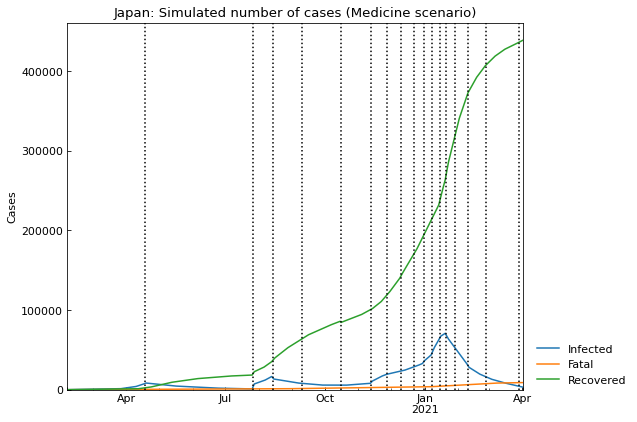 Japan: Simulated number of cases (Medicine scenario)
Cases
400000
300000
200000
100000
0
Apr
Jul
Oct
Jan
2021
Apr
Infected
Fatal
Recovered